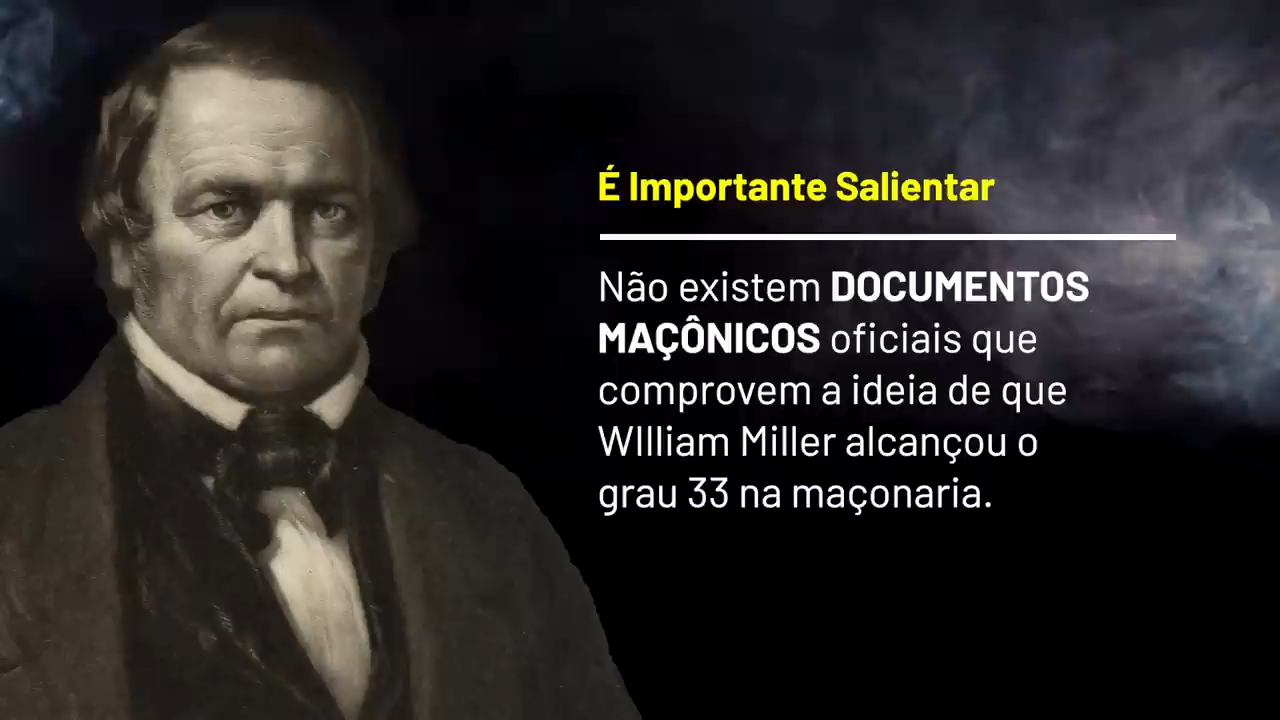 É Importante Salientar
Não existem DOCUMENTOS
MAÇÔNICOS oficiais que
comprovem a ideia de que
WIlliam Miller alcançou o
grau 33 na maçonaria.